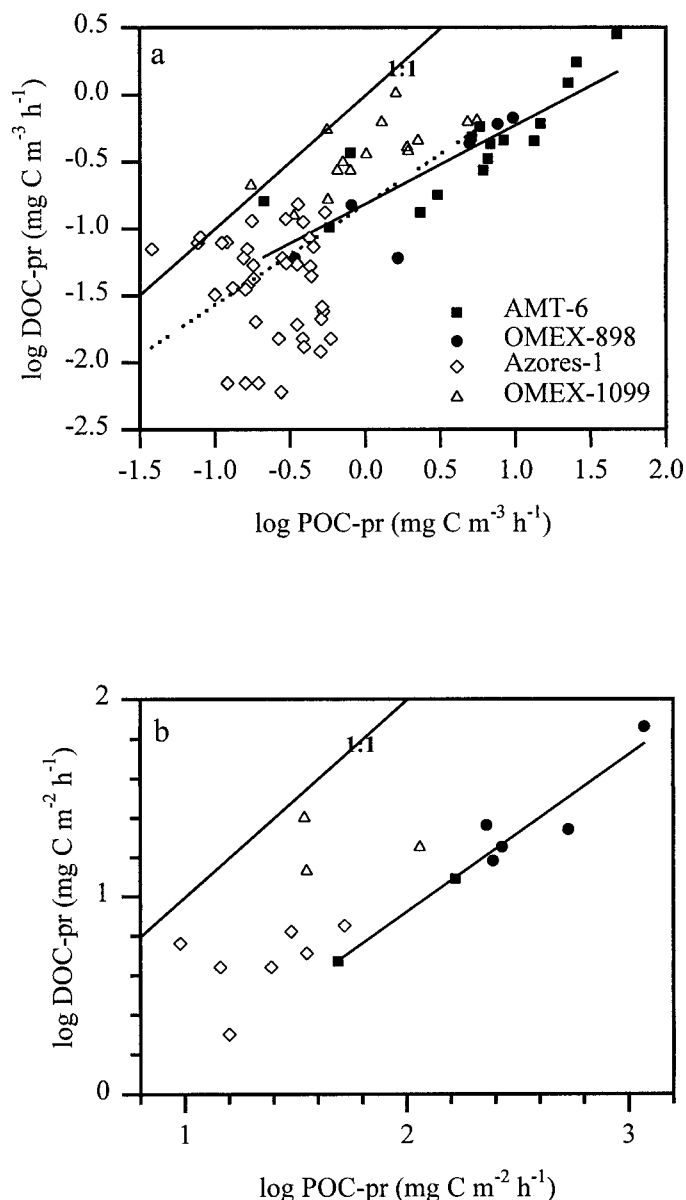 a
1:1
0.5
0.0
-0.5
-1.0
-1.5
-2.0
-2.5
log DOC-pr (mg C m⁻³ h⁻¹)
AMT-6
OMEX-898
Azores-1
OMEX-1099
-1.5 -1.0 -0.5 0.0 0.5 1.0 1.5 2.0
log POC-pr (mg C m⁻³ h⁻¹)
b
1:1
2
1
0
log DOC-pr (mg C m⁻² h⁻¹)
1 2 3
log POC-pr (mg C m⁻² h⁻¹)